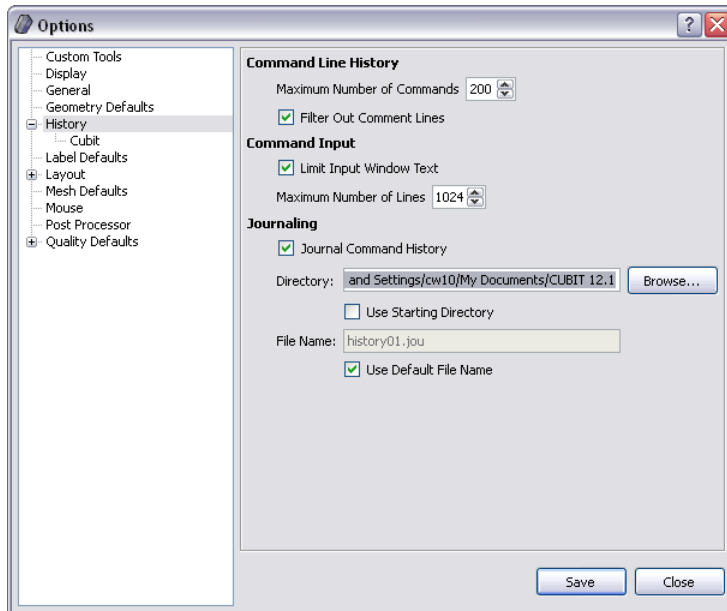 Options
Custom Tools
Display
General
Geometry Defaults
History
Cubit
Label Defaults
Layout
Mesh Defaults
Mouse
Post Processor
Quality Defaults
Command Line History
Maximum Number of Commands 200
Filter Out Comment Lines
Command Input
Limit Input Window Text
Maximum Number of Lines 1024
Journaling
Journal Command History
Directory: and Settings/cw10/My Documents/CUBIT 12.1 Browse...
Use Starting Directory
File Name: history01.jou
Use Default File Name
Save Close